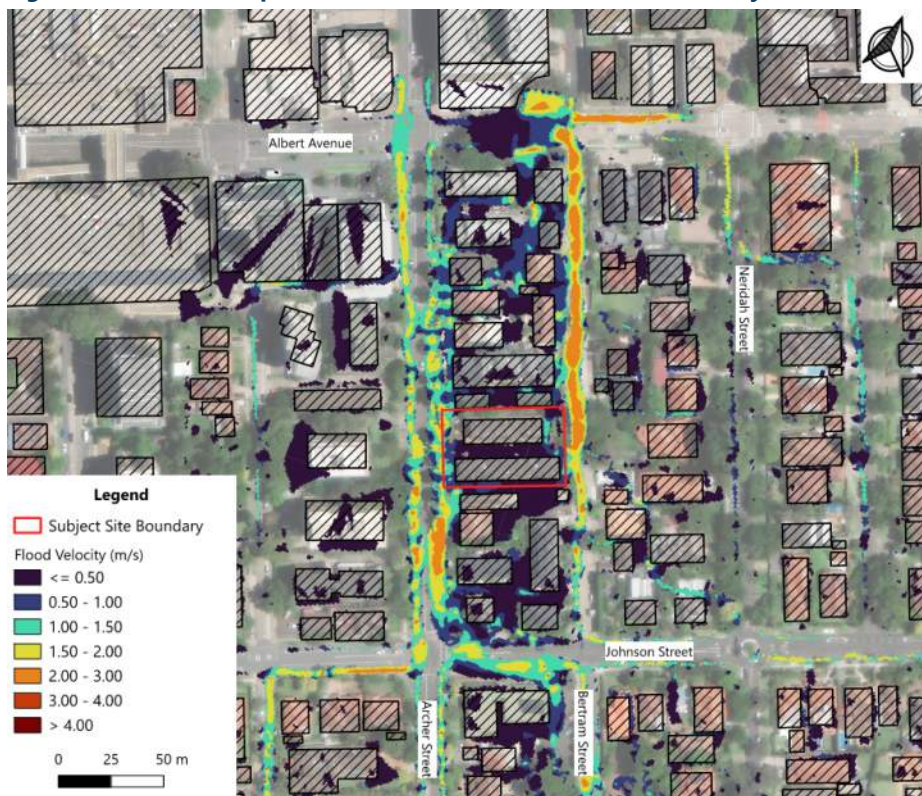 Albert Avenue
Neridah Street
Johnson Street
Archer Street
Bertram Street
Legend
Subject Site Boundary
Flood Velocity (m/s)
<= 0.50
0.50 - 1.00
1.00 - 1.50
1.50 - 2.00
2.00 - 3.00
3.00 - 4.00
> 4.00
0 25 50 m